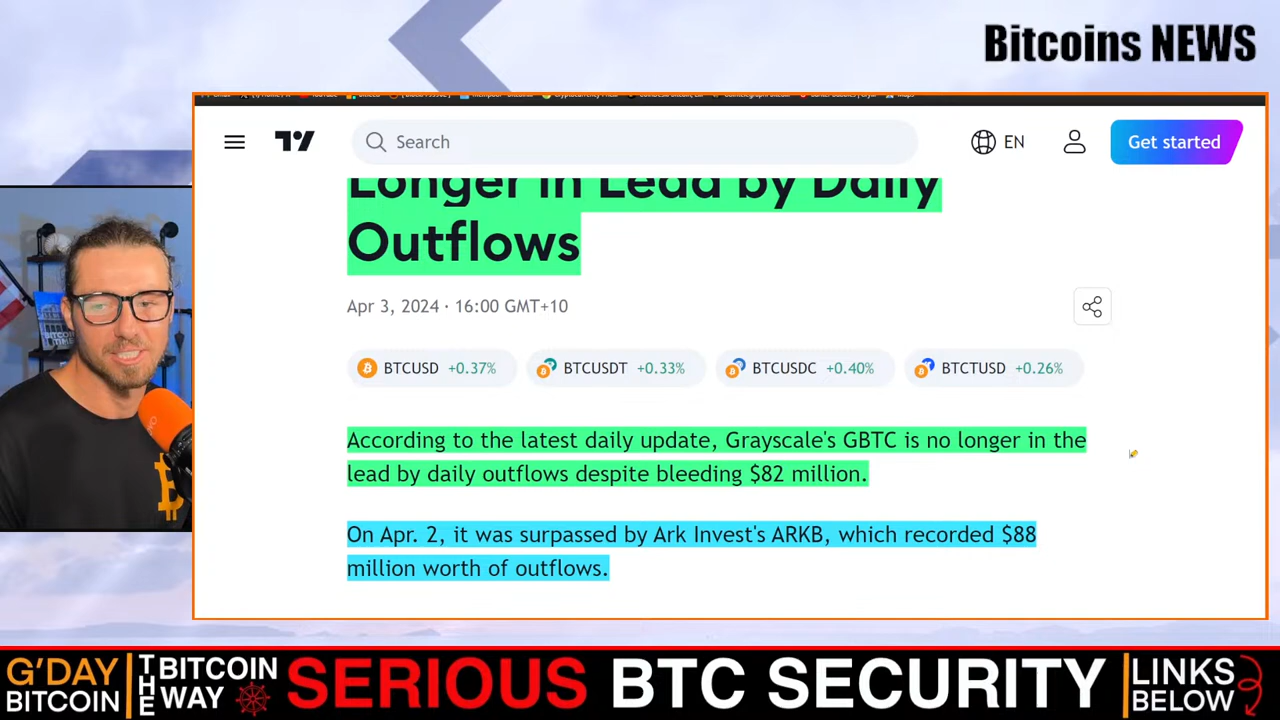 Bitcoins NEWS
Search
EN
Get started
Longer in Lead by Daily
Outflows
Apr 3, 2024 · 16:00 GMT+10
BTCUSD +0.37%
BTCUSDT +0.33%
BTCUSDC +0.40%
BTCTUSD +0.26%
According to the latest daily update, Grayscale's GBTC is no longer in the
lead by daily outflows despite bleeding $82 million.
On Apr. 2, it was surpassed by Ark Invest's ARKB, which recorded $88
million worth of outflows.
G'DAY
BITCOIN
THE
BITCOIN
WAY
SERIOUS BTC SECURITY
LINKS
BELOW